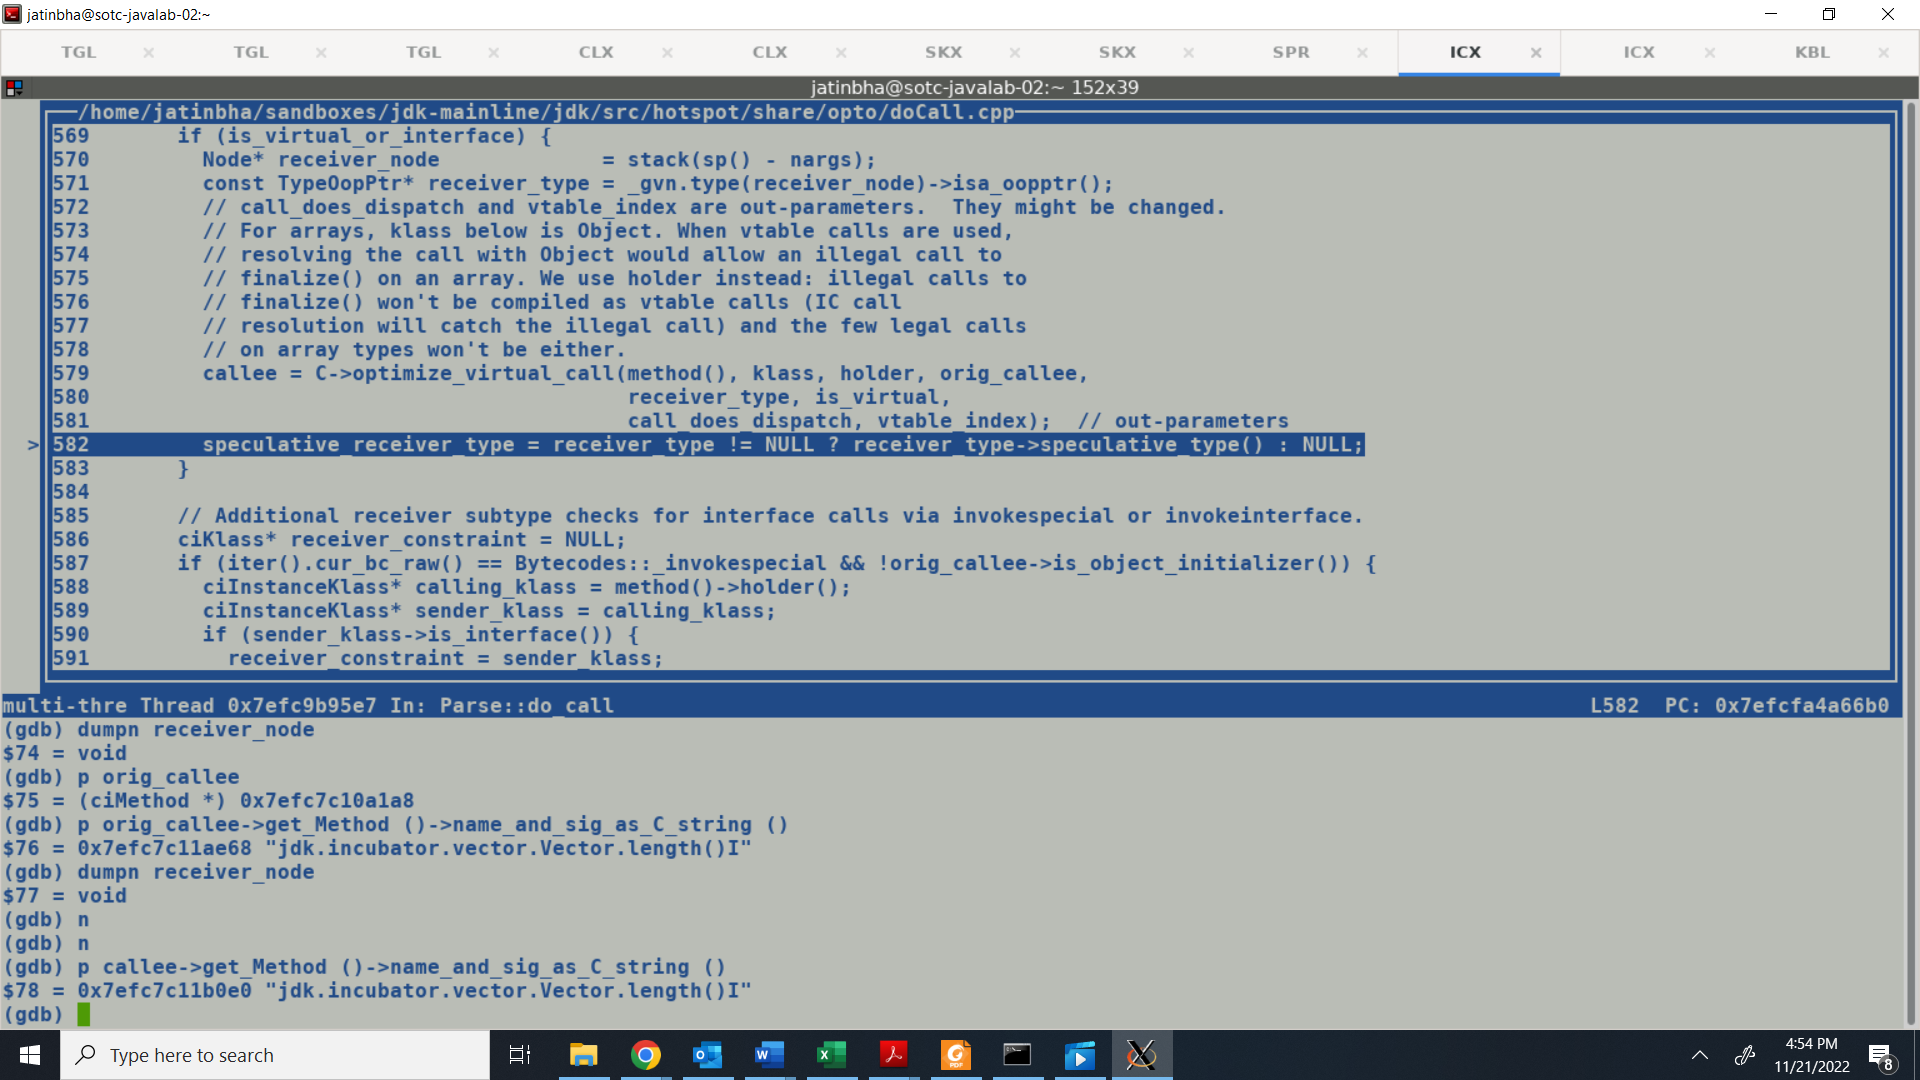 jatinbha@sotc-javalab-02:~
TGL TGL TGL CLX CLX SKX SKX SPR ICX ICX KBL
jatinbha@sotc-javalab-02:~ 152x39
/home/jatinbha/sandboxes/jdk-mainline/jdk/src/hotspot/share/opto/doCall.cpp
569       if (is_virtual_or_interface) {
570         Node* receiver_node             = stack(sp() - nargs);
571         const TypeOopPtr* receiver_type = _gvn.type(receiver_node)->isa_oopptr();
572         // call_does_dispatch and vtable_index are out-parameters.  They might be changed.
573         // For arrays, klass below is Object. When vtable calls are used,
574         // resolving the call with Object would allow an illegal call to
575         // finalize() on an array. We use holder instead: illegal calls to
576         // finalize() won't be compiled as vtable calls (IC call
577         // resolution will catch the illegal call) and the few legal calls
578         // on array types won't be either.
579         callee = C->optimize_virtual_call(method(), klass, holder, orig_callee,
580                                           receiver_type, is_virtual,
581                                           call_does_dispatch, vtable_index);  // out-parameters
> 582         speculative_receiver_type = receiver_type != NULL ? receiver_type->speculative_type() : NULL;
583       }
584
585       // Additional receiver subtype checks for interface calls via invokespecial or invokeinterface.
586       ciKlass* receiver_constraint = NULL;
587       if (iter().cur_bc_raw() == Bytecodes::_invokespecial && !orig_callee->is_object_initializer()) {
588         ciInstanceKlass* calling_klass = method()->holder();
589         ciInstanceKlass* sender_klass = calling_klass;
590         if (sender_klass->is_interface()) {
591           receiver_constraint = sender_klass;
multi-thre Thread 0x7efc9b95e7 In: Parse::do_call L582 PC: 0x7efcfa4a66b0
(gdb) dumpn receiver_node
$74 = void
(gdb) p orig_callee
$75 = (ciMethod *) 0x7efc7c10a1a8
(gdb) p orig_callee->get_Method ()->name_and_sig_as_C_string ()
$76 = 0x7efc7c11ae68 "jdk.incubator.vector.Vector.length()I"
(gdb) dumpn receiver_node
$77 = void
(gdb) n
(gdb) n
(gdb) p callee->get_Method ()->name_and_sig_as_C_string ()
$78 = 0x7efc7c11b0e0 "jdk.incubator.vector.Vector.length()I"
(gdb)
Type here to search
4:54 PM
11/21/2022
8